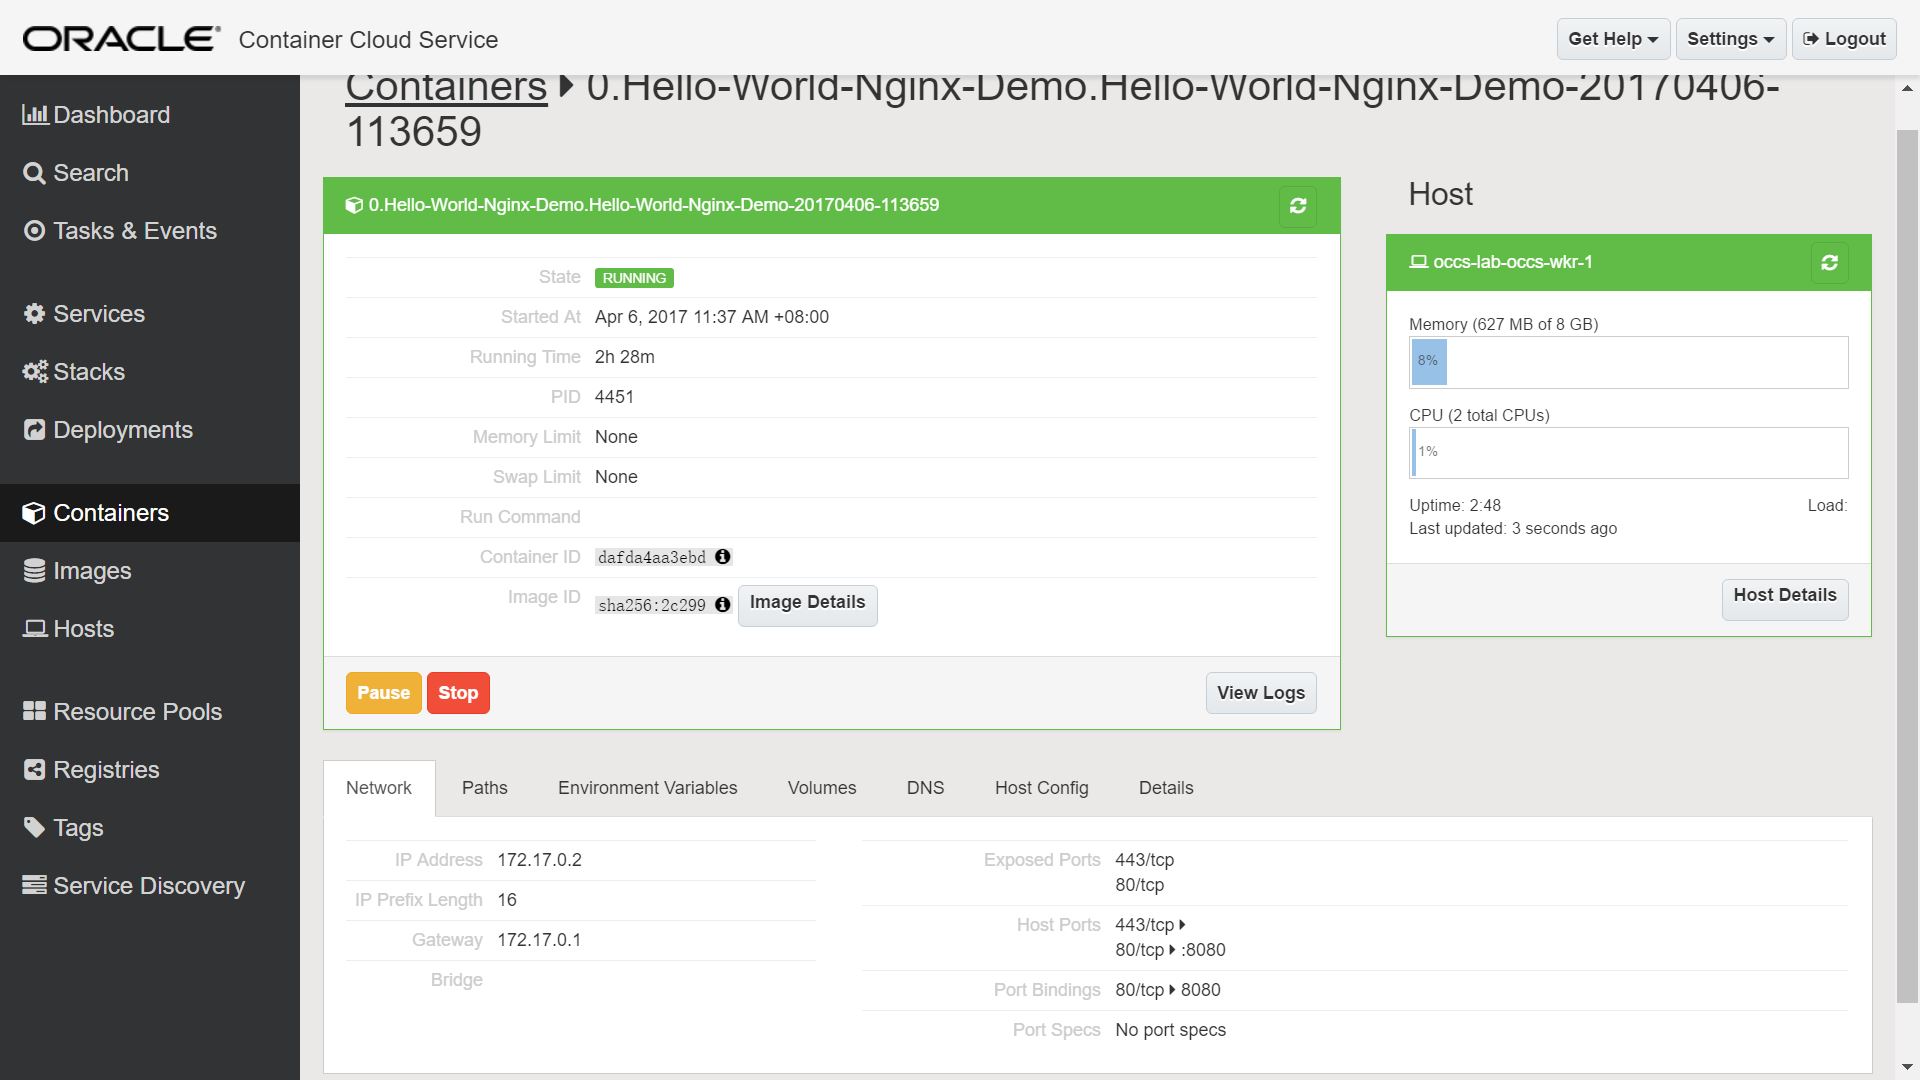 ORACLE® Container Cloud Service
Get Help
Settings
Logout
Dashboard
Search
Tasks & Events
Services
Stacks
Deployments
Containers
Images
Hosts
Resource Pools
Registries
Tags
Service Discovery
Containers 0.Hello-World-Nginx-Demo.Hello-World-Nginx-Demo-20170406-
113659
0.Hello-World-Nginx-Demo.Hello-World-Nginx-Demo-20170406-113659
State RUNNING
Started At Apr 6, 2017 11:37 AM +08:00
Running Time 2h 28m
PID 4451
Memory Limit None
Swap Limit None
Run Command
Container ID dafda4aa3ebd
Image ID sha256:2c299 Image Details
Pause Stop View Logs
Host
occs-lab-occs-wkr-1
Memory (627 MB of 8 GB)
8%
CPU (2 total CPUs)
1%
Uptime: 2:48 Load:
Last updated: 3 seconds ago
Host Details
Network Paths Environment Variables Volumes DNS Host Config Details
IP Address 172.17.0.2
IP Prefix Length 16
Gateway 172.17.0.1
Bridge
Exposed Ports 443/tcp
80/tcp
Host Ports 443/tcp
80/tcp :8080
Port Bindings 80/tcp 8080
Port Specs No port specs